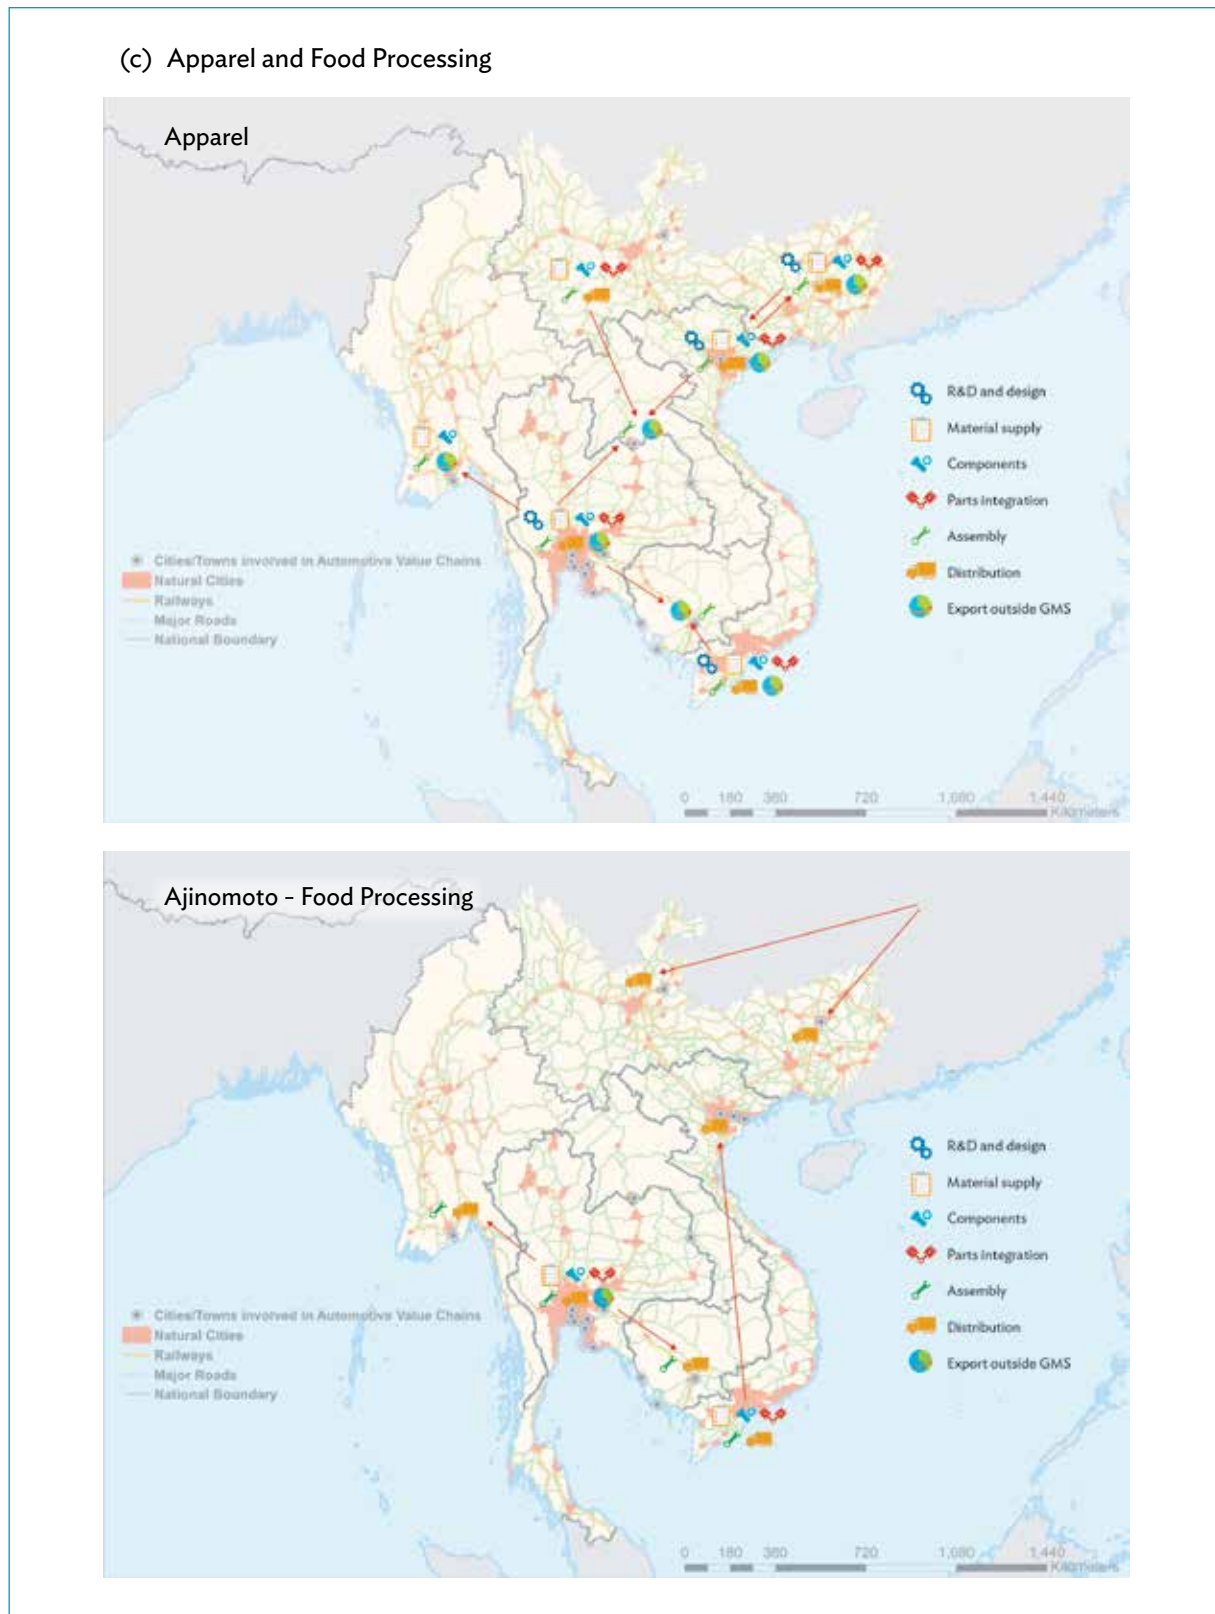 (c) Apparel and Food Processing
Apparel
R&D and design
Material supply
Components
Parts integration
Assembly
Distribution
Export outside GMS
Cities/Towns involved in Automotive Value Chains
Natural Cities
Railways
Major Roads
National Boundary
0 180 360 720 1,080 1,440
Kilometers
Ajinomoto - Food Processing
R&D and design
Material supply
Components
Parts integration
Assembly
Distribution
Export outside GMS
Cities/Towns involved in Automotive Value Chains
Natural Cities
Railways
Major Roads
National Boundary
0 180 360 720 1,080 1,440
Kilometers